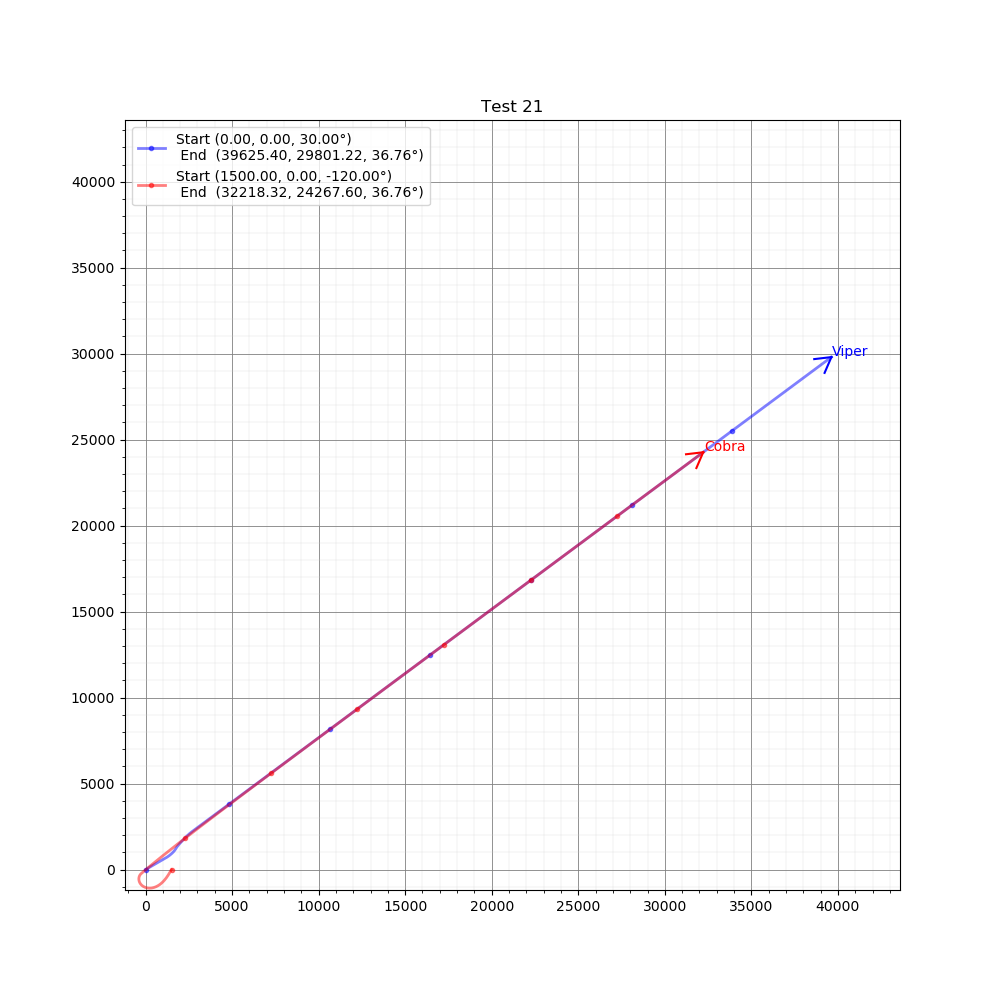 Test 21
Start (0.00, 0.00, 30.00°)
End (39625.40, 29801.22, 36.76°)
Start (1500.00, 0.00, -120.00°)
End (32218.32, 24267.60, 36.76°)
40000
35000
30000
25000
20000
15000
10000
5000
0
Viper
Cobra
0 5000 10000 15000 20000 25000 30000 35000 40000